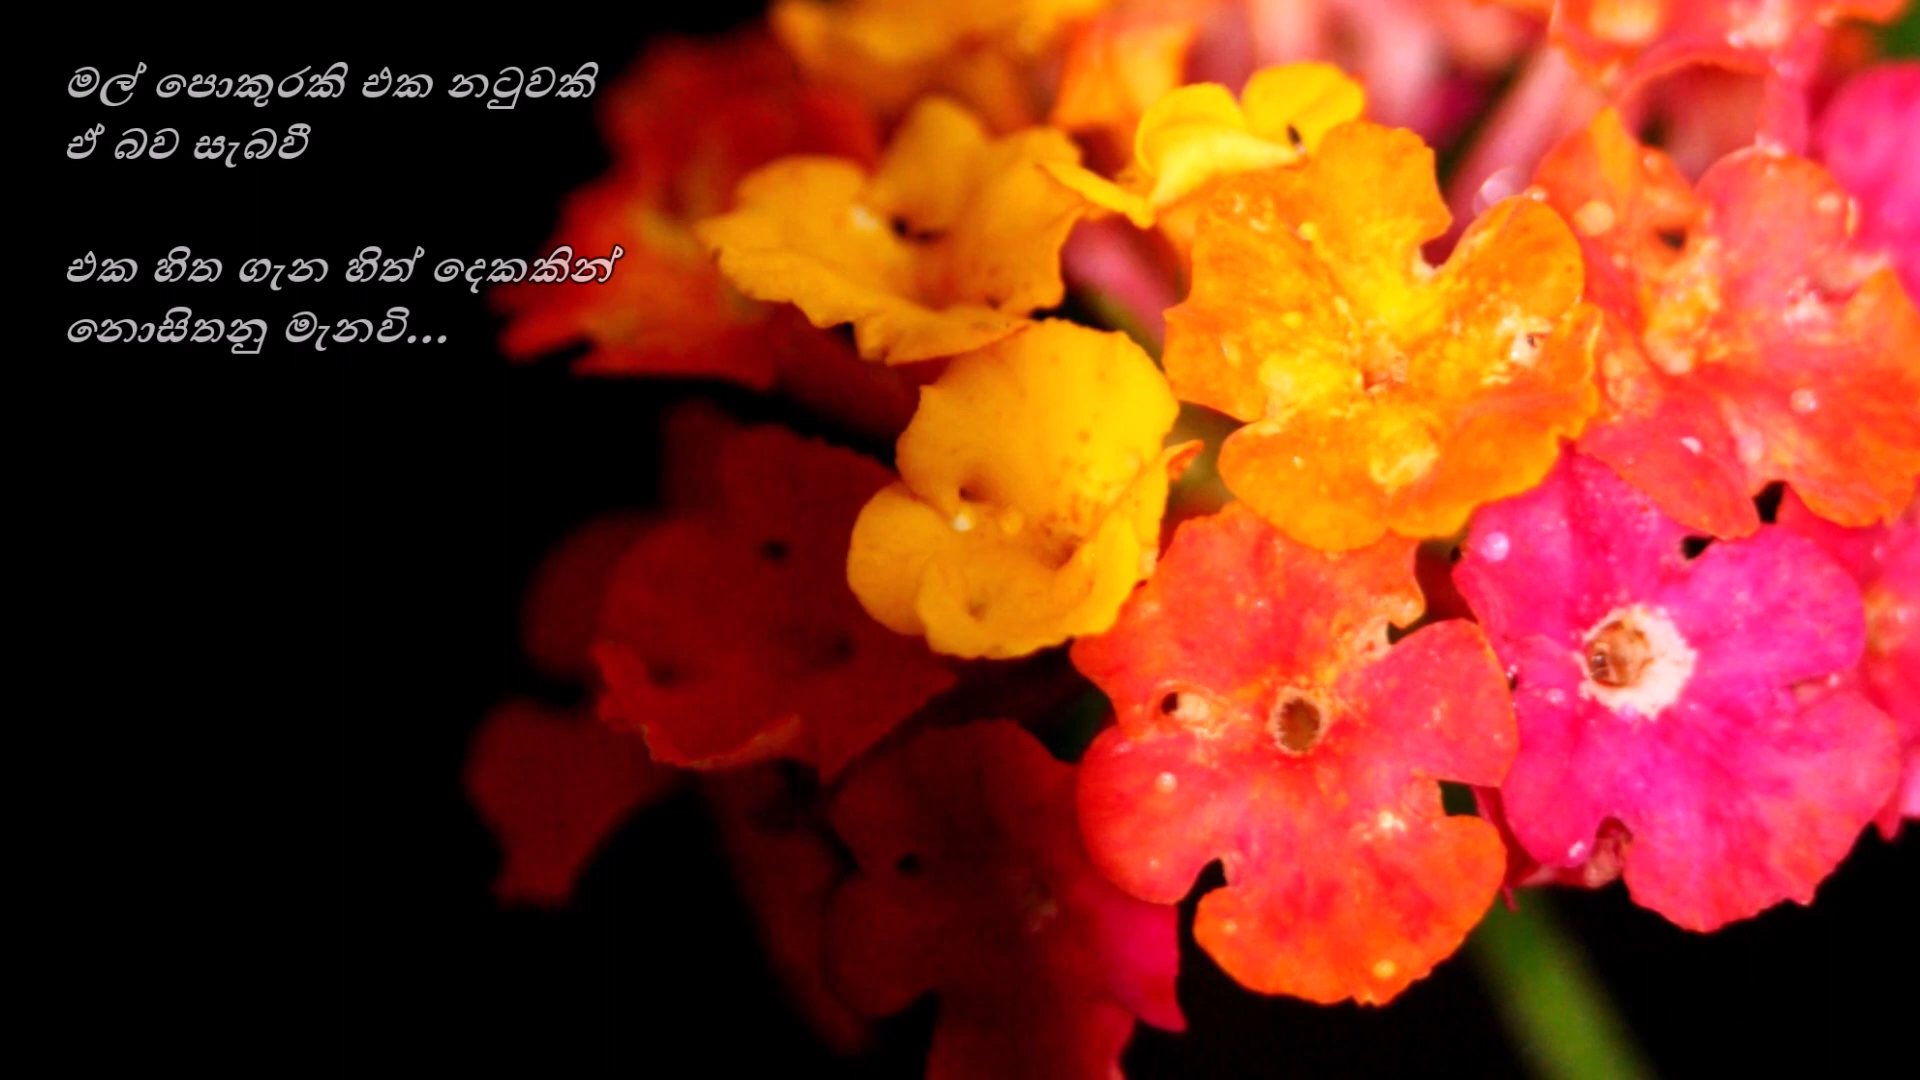 මල් පොකුරකි එක නටුවකි
ඒ බව සැබවී
එක හිත ගැන හිත් දෙකකින්
නොසිතනු මැනවි...